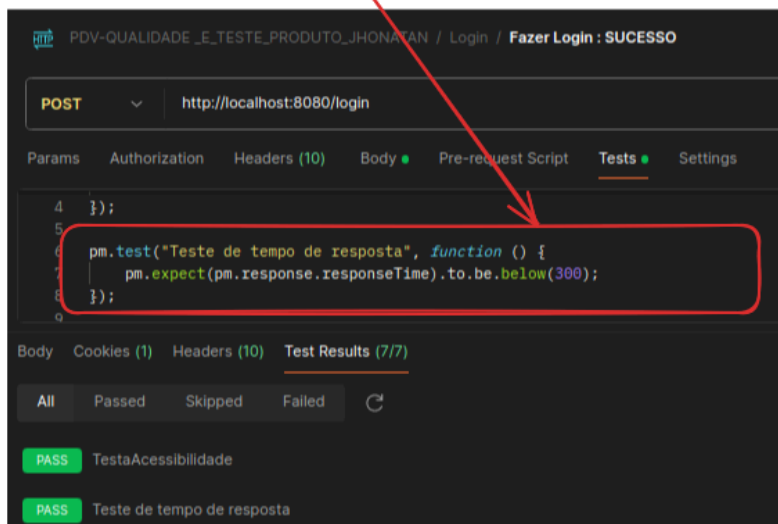 HTTP PDV-QUALIDADE _E_TESTE_PRODUTO_JHONATAN / Login / Fazer Login : SUCESSO
POST http://localhost:8080/login
Params Authorization Headers (10) Body Pre-request Script Tests Settings
4 });
5
6 pm.test("Teste de tempo de resposta", function () {
7 pm.expect(pm.response.responseTime).to.be.below(300);
8 });
9
Body Cookies (1) Headers (10) Test Results (7/7)
All Passed Skipped Failed
PASS TestaAcessibilidade
PASS Teste de tempo de resposta